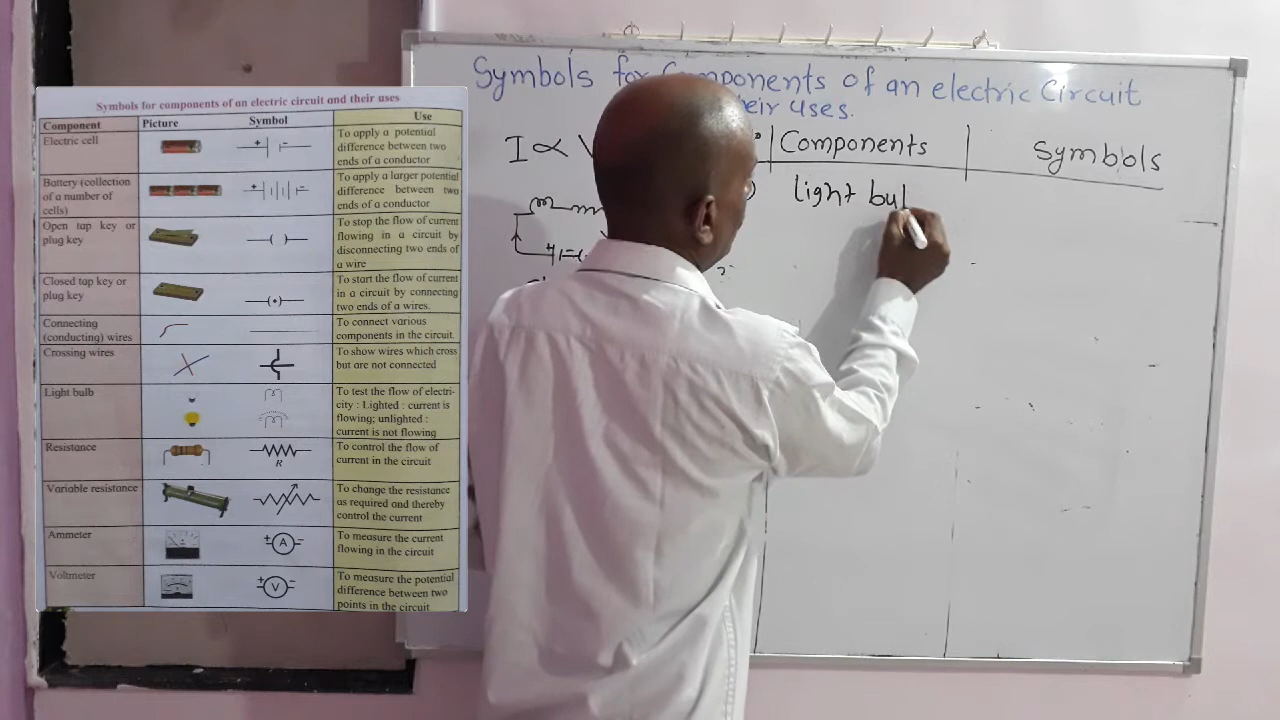 Symbols for components of an electric circuit and their uses
Component Picture Symbol Use
Electric cell
+ −
To apply a potential
difference between two
ends of a conductor
Battery (collection
of a number of
cells)
+ −
To apply a larger potential
difference between two
ends of a conductor
Open tap key or
plug key
To stop the flow of current
flowing in a circuit by
disconnecting two ends of
a wire
Closed tap key or
plug key
To start the flow of current
in a circuit by connecting
two ends of a wires.
Connecting
(conducting) wires
To connect various
components in the circuit.
Crossing wires
To show wires which cross
but are not connected
Light bulb
To test the flow of electri-
city : Lighted : current is
flowing; unlighted :
current is not flowing
Resistance
R
To control the flow of
current in the circuit
Variable resistance
To change the resistance
as required and thereby
control the current
Ammeter
+ A −
To measure the current
flowing in the circuit
Voltmeter
+ V −
To measure the potential
difference between two
points in the circuit
Symbols for Components of an electric Circuit
uses.
I ∝ V
Components Symbols
light bul